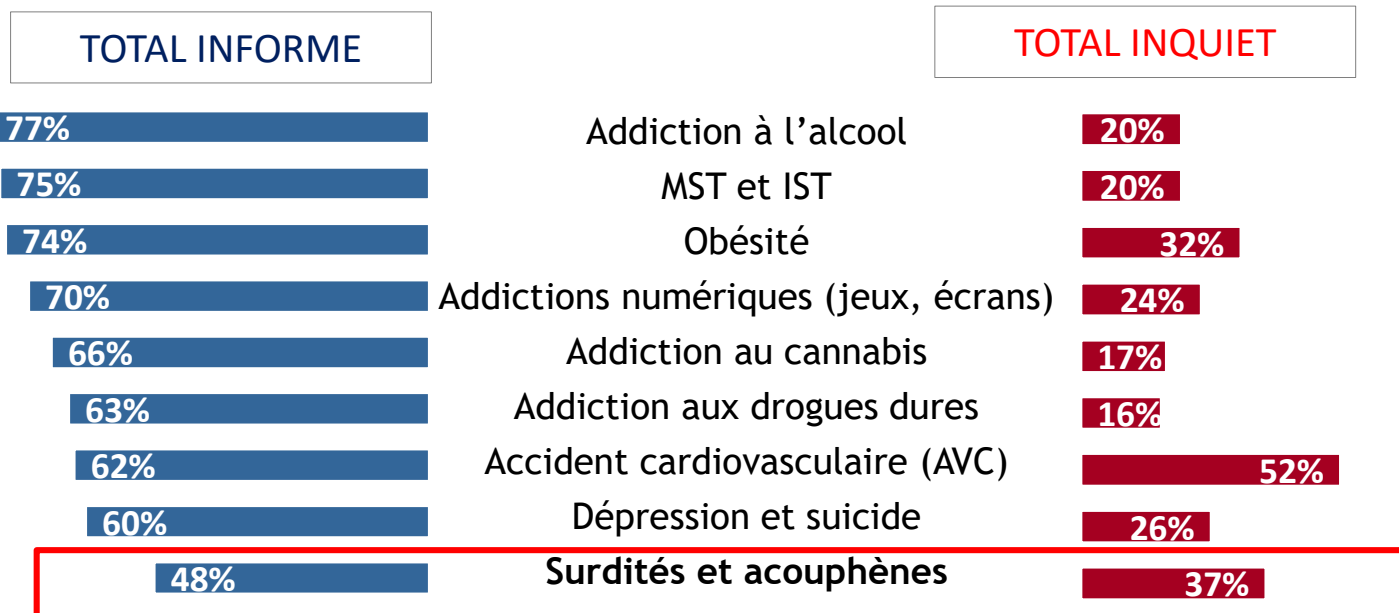 TOTAL INFORME TOTAL INQUIET
77% Addiction à l’alcool 20%
75% MST et IST 20%
74% Obésité 32%
70% Addictions numériques (jeux, écrans) 24%
66% Addiction au cannabis 17%
63% Addiction aux drogues dures 16%
62% Accident cardiovasculaire (AVC) 52%
60% Dépression et suicide 26%
48% Surdités et acouphènes 37%